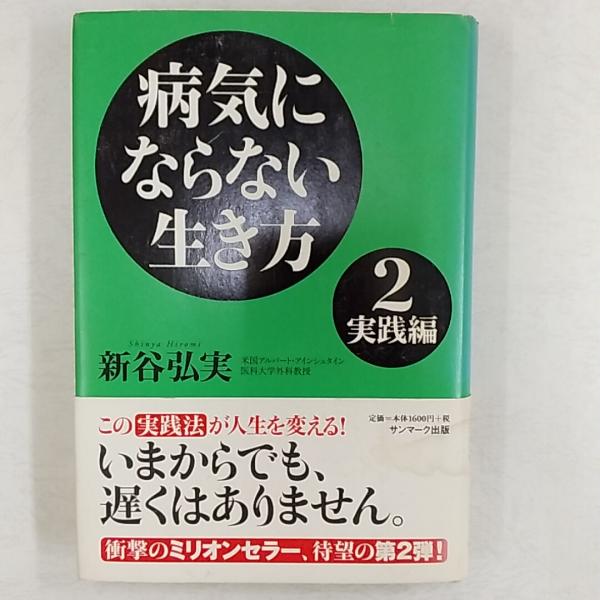 病気に
ならない
生き方
2
実践編
Shinya Hiromi
新谷弘実
米国アルバート・アインシュタイン
医科大学外科教授
この実践法が人生を変える!
定価=本体1600円+税
サンマーク出版
いまからでも、
遅くはありません。
衝撃のミリオンセラー、待望の第2弾!